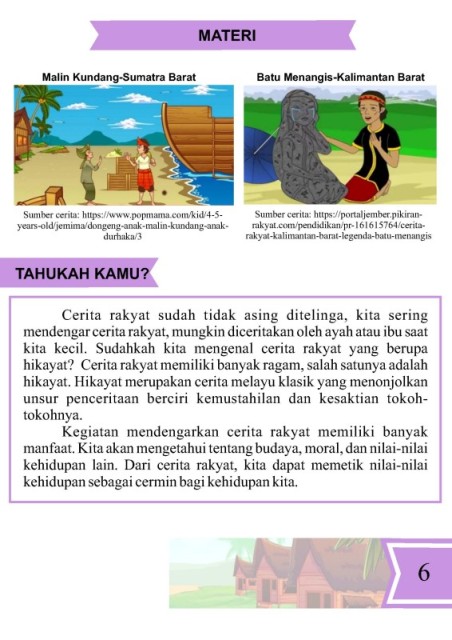 MATERI
Malin Kundang-Sumatra Barat
Batu Menangis-Kalimantan Barat
Sumber cerita: https://www.popmama.com/kid/4-5-
years-old/jemima/dongeng-anak-malin-kundang-anak-
durhaka/3
Sumber cerita: https://portaljember.pikiran-
rakyat.com/pendidikan/pr-161615764/cerita-
rakyat-kalimantan-barat-legenda-batu-menangis
TAHUKAH KAMU?
Cerita rakyat sudah tidak asing ditelinga, kita sering
mendengar cerita rakyat, mungkin diceritakan oleh ayah atau ibu saat
kita kecil. Sudahkah kita mengenal cerita rakyat yang berupa
hikayat? Cerita rakyat memiliki banyak ragam, salah satunya adalah
hikayat. Hikayat merupakan cerita melayu klasik yang menonjolkan
unsur penceritaan berciri kemustahilan dan kesaktian tokoh-
tokohnya.
Kegiatan mendengarkan cerita rakyat memiliki banyak
manfaat. Kita akan mengetahui tentang budaya, moral, dan nilai-nilai
kehidupan lain. Dari cerita rakyat, kita dapat memetik nilai-nilai
kehidupan sebagai cermin bagi kehidupan kita.
6